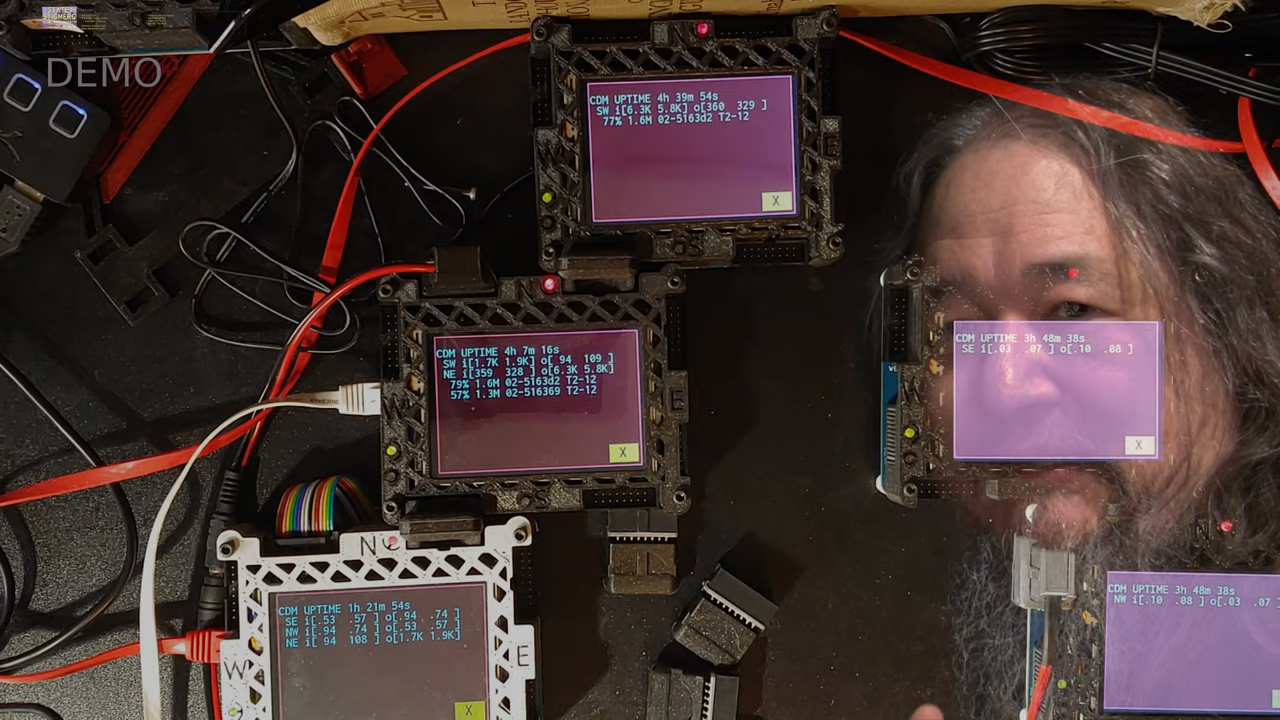 DEMO
CDM UPTIME 4h 39m 54s
SW i[6.3K 5.8K] o[360 329 ]
77% 1.6M 02-5163d2 T2-12
X
E
CDM UPTIME 4h 7m 16s
SW i[1.7K 1.9K] o[ 94 109 ]
NE i[359 328 ] o[6.3K 5.8K]
79% 1.6M 02-5163d2 T2-12
57% 1.3M 02-516369 T2-12
X
E
CDM UPTIME 3h 48m 38s
SE i[.03 .07 ] o[.10 .08 ]
X
N
CDM UPTIME 1h 21m 54s
SE i[.53 .57 ] o[.94 .74 ]
NW i[.94 .74 ] o[.53 .57 ]
NE i[ 94 108 ] o[1.7K 1.9K]
X
W
E
CDM UPTIME 3h 48m 38s
NW i[.10 .08 ] o[.03 .07